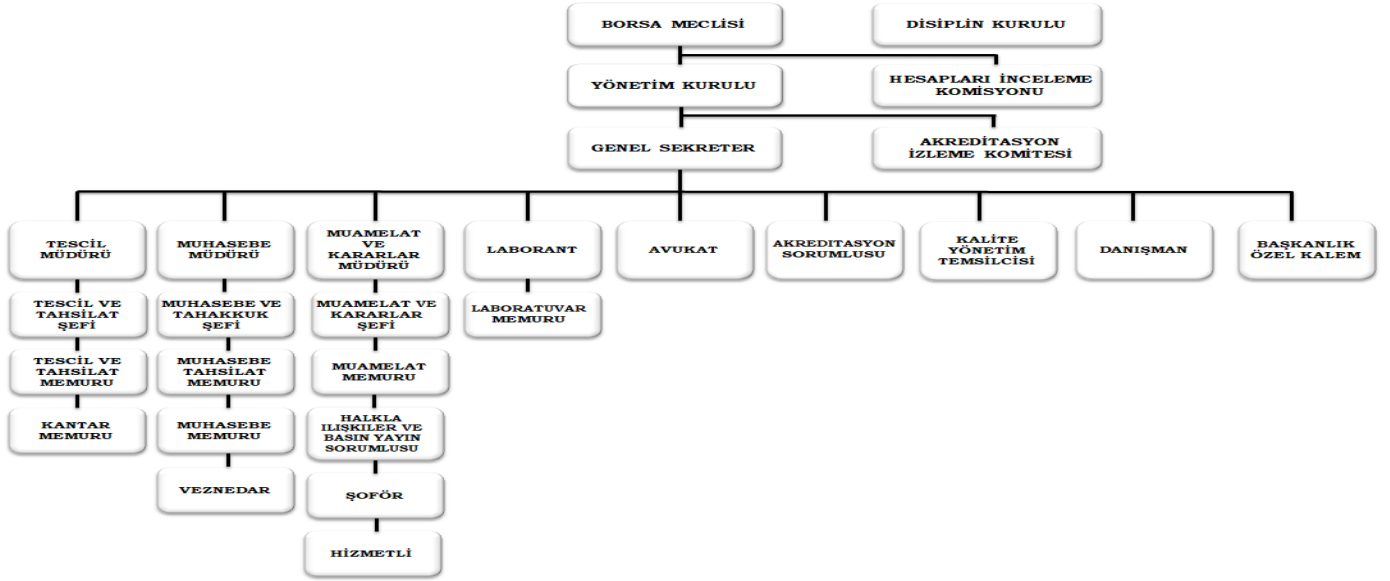 BORSA MECLİSİ
DİSİPLİN KURULU
YÖNETİM KURULU
HESAPLARI İNCELEME
KOMİSYONU
GENEL SEKRETER
AKREDİTASYON
İZLEME KOMİTESİ
TESCİL
MÜDÜRÜ
MUHASEBE
MÜDÜRÜ
MUAMELAT
VE
KARARLAR
MÜDÜRÜ
LABORANT
AVUKAT
AKREDİTASYON
SORUMLUSU
KALİTE
YÖNETİM
TEMSİLCİSİ
DANIŞMAN
BAŞKANLIK
ÖZEL KALEM
TESCİL VE
TAHSİLAT
ŞEFİ
MUHASEBE VE
TAHAKKUK
ŞEFİ
MUAMELAT VE
KARARLAR
ŞEFİ
LABORATUVAR
MEMURU
TESCİL VE
TAHSİLAT
MEMURU
MUHASEBE
TAHSİLAT
MEMURU
MUAMELAT
MEMURU
KANTAR
MEMURU
MUHASEBE
MEMURU
HALKLA
ILIŞKILER VE
BASIN YAYIN
SORUMLUSU
VEZNEDAR
ŞOFÖR
HİZMETLİ